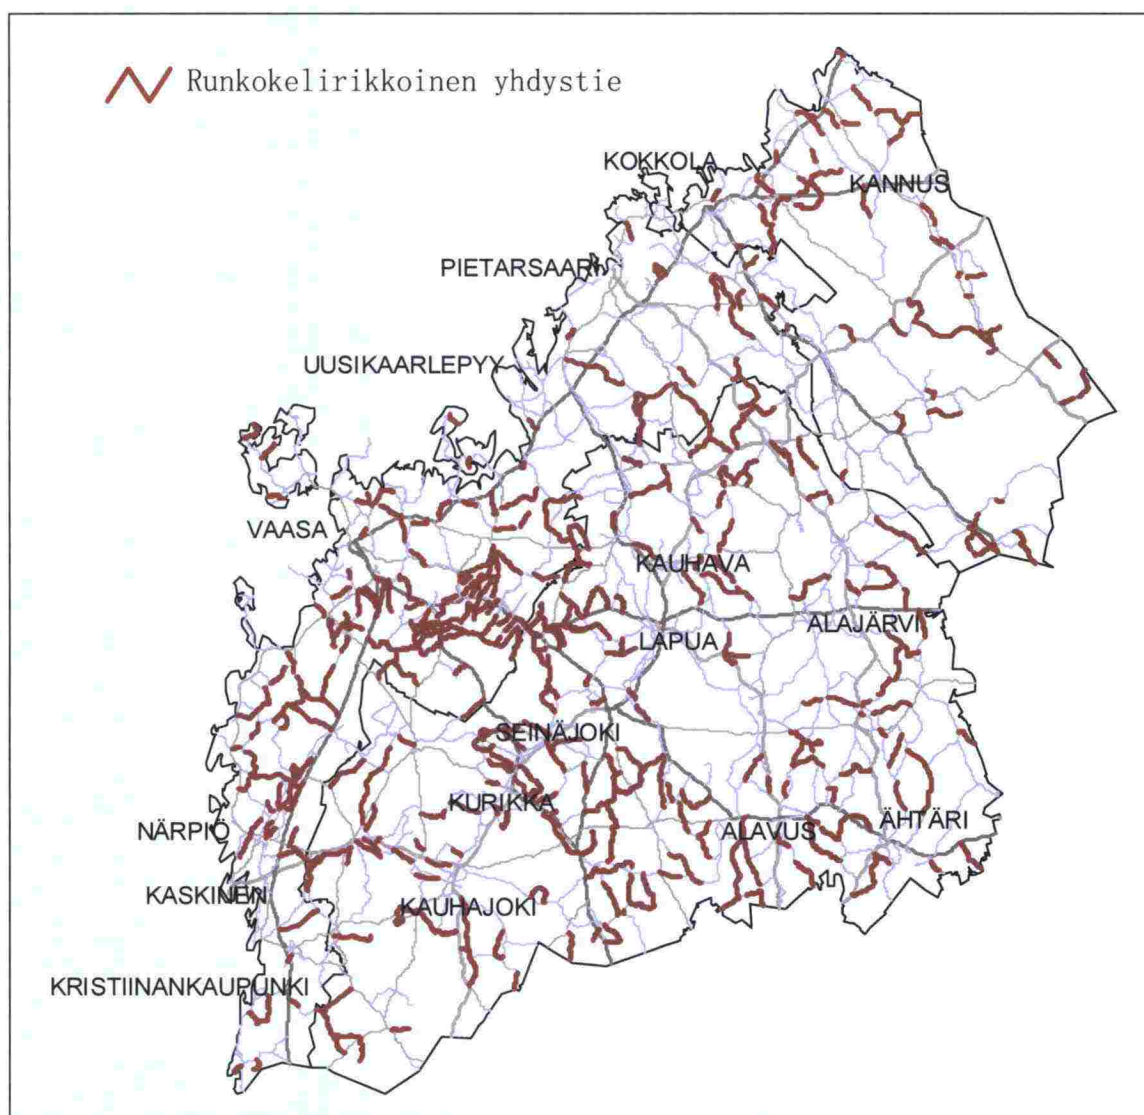 Runkokelirikkoinen yhdystie
KOKKOLA
KANNUS
PIETARSAARI
UUSIKAARLEPYY
VAASA
KAUHAVA
ALAJÄRVI
LAPUA
SEINÄJOKI
KURIKKA
ÄHTÄRI
NÄRPIÖ
ALAVUS
KASKINEN
KAUHAJOKI
KRISTIINANKAUPUNKI